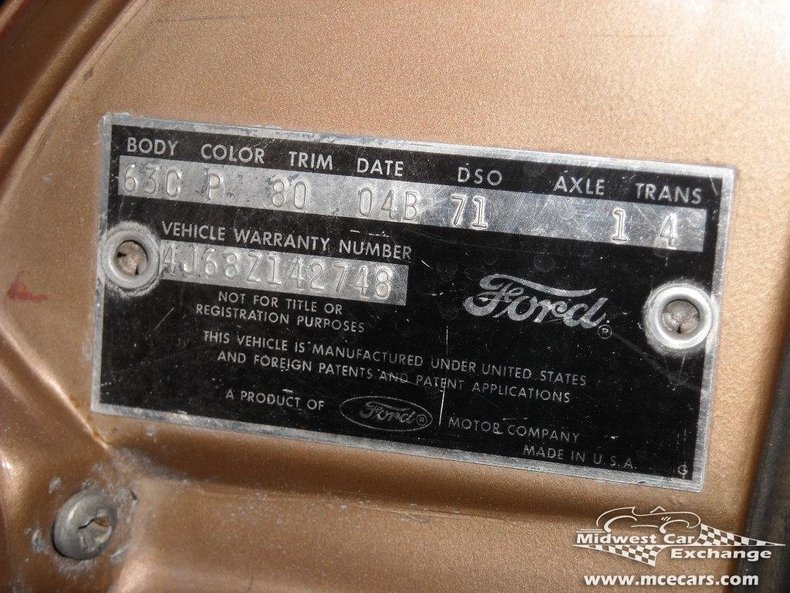 BODY COLOR TRIM DATE DSO AXLE TRANS
63C P 80 04B 71 1 4
VEHICLE WARRANTY NUMBER
4J68Z142748
NOT FOR TITLE OR
REGISTRATION PURPOSES
Ford ®
THIS VEHICLE IS MANUFACTURED UNDER UNITED STATES
AND FOREIGN PATENTS AND PATENT APPLICATIONS
A PRODUCT OF Ford ® MOTOR COMPANY
MADE IN U.S.A. G
Midwest Car
Exchange
www.mcecars.com